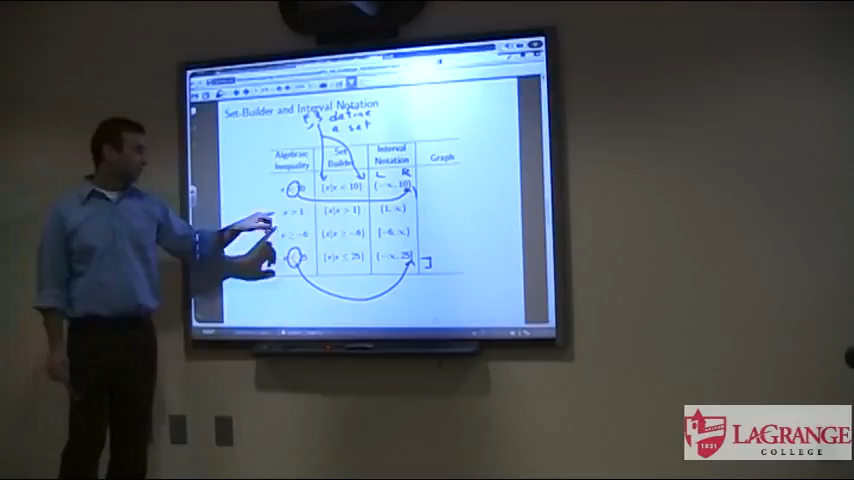 Set-Builder and Interval Notation
{,} define
a set
Algebraic Inequality
Set Builder
Interval Notation
Graph
L R
{x|x < 10} (−∞, 10)
x > 1 {x|x > 1} (1, ∞)
x ≥ −6 {x|x ≥ −6} [−6, ∞)
{x|x ≤ 25} (−∞, 25] ]
1831
LAGRANGE
COLLEGE